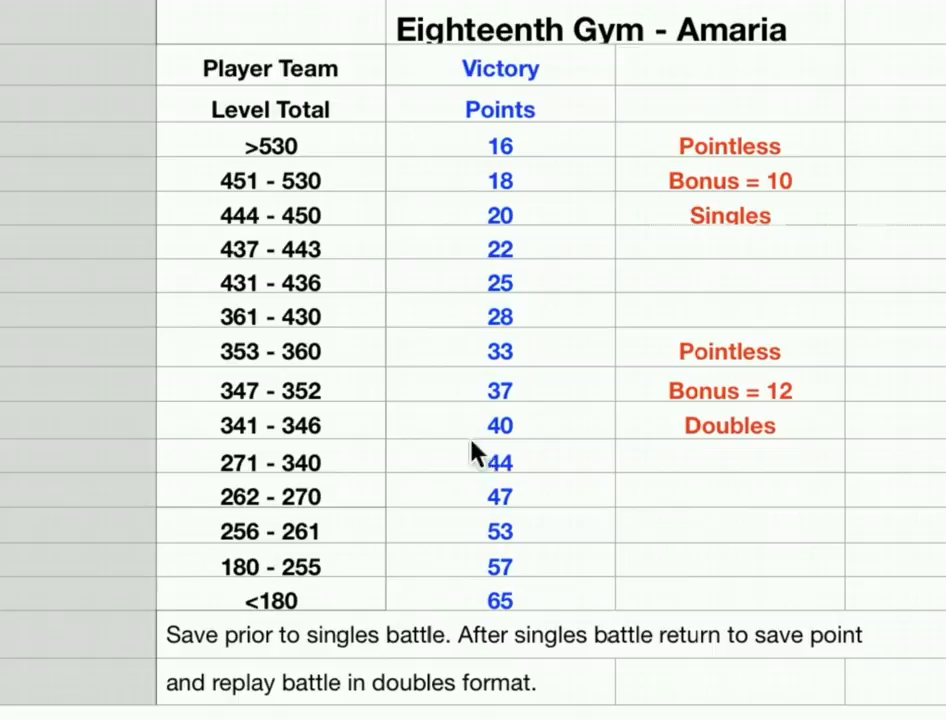 Eighteenth Gym - Amaria
Player Team Victory
Level Total Points
>530 16 Pointless
451 - 530 18 Bonus = 10
444 - 450 20 Singles
437 - 443 22
431 - 436 25
361 - 430 28
353 - 360 33 Pointless
347 - 352 37 Bonus = 12
341 - 346 40 Doubles
271 - 340 44
262 - 270 47
256 - 261 53
180 - 255 57
<180 65
Save prior to singles battle. After singles battle return to save point
and replay battle in doubles format.